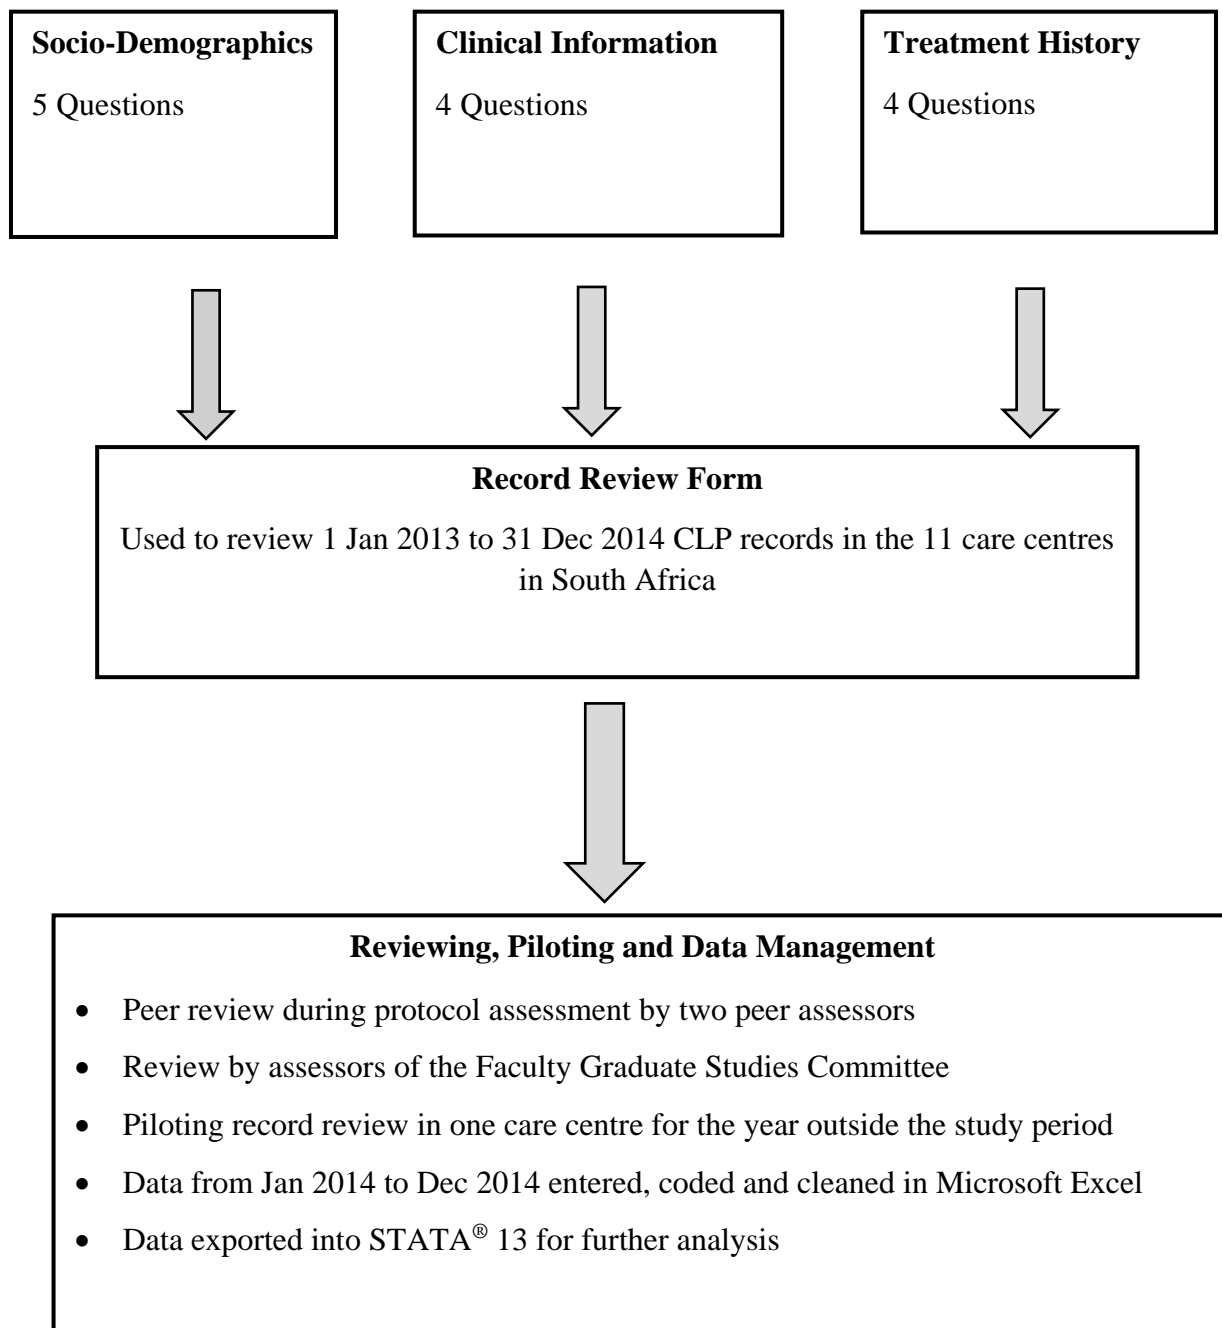 Socio-Demographics
5 Questions
Clinical Information
4 Questions
Treatment History
4 Questions
Record Review Form
Used to review 1 Jan 2013 to 31 Dec 2014 CLP records in the 11 care centres
in South Africa
Reviewing, Piloting and Data Management
• Peer review during protocol assessment by two peer assessors
• Review by assessors of the Faculty Graduate Studies Committee
• Piloting record review in one care centre for the year outside the study period
• Data from Jan 2014 to Dec 2014 entered, coded and cleaned in Microsoft Excel
• Data exported into STATA® 13 for further analysis